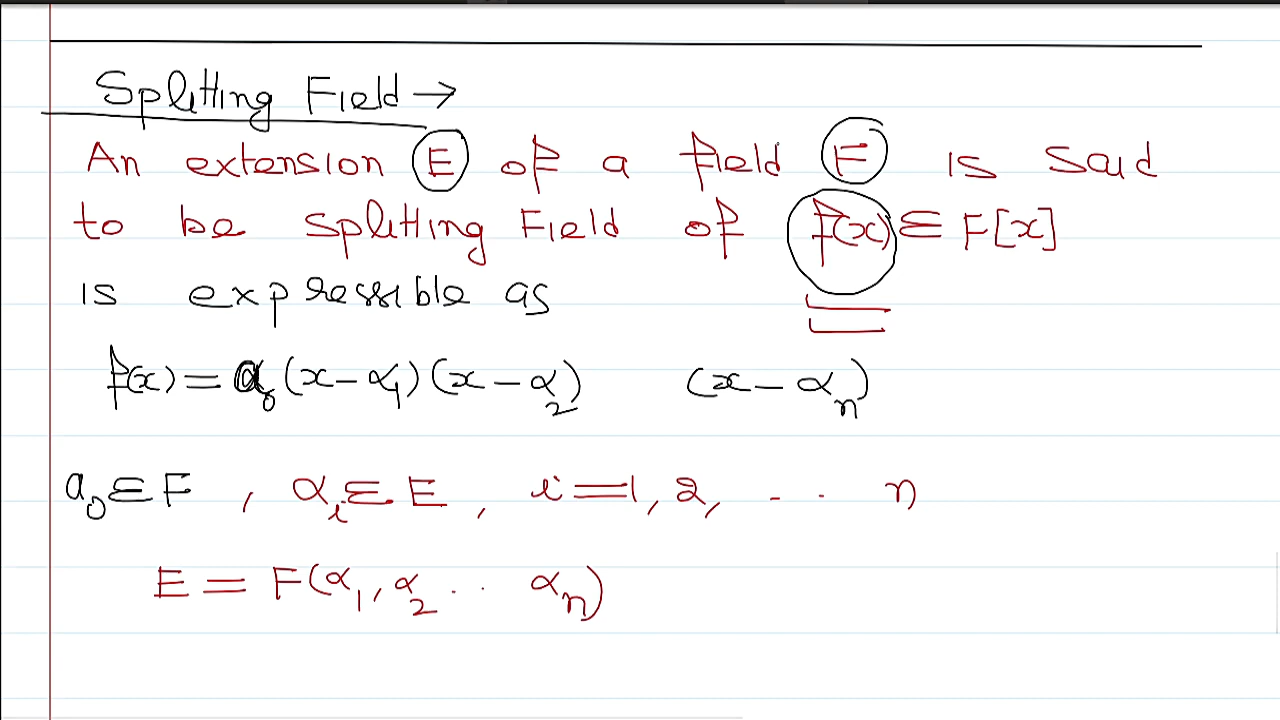 Splitting Field →
An extension E of a field F is said
to be splitting Field of f(x) ∈ F[x]
is expressible as
f(x) = a₀ (x-α₁) (x-α₂) (x-αₙ)
a₀ ∈ F , αᵢ ∈ E , i=1, 2, .. n
E = F(α₁, α₂ .. αₙ)